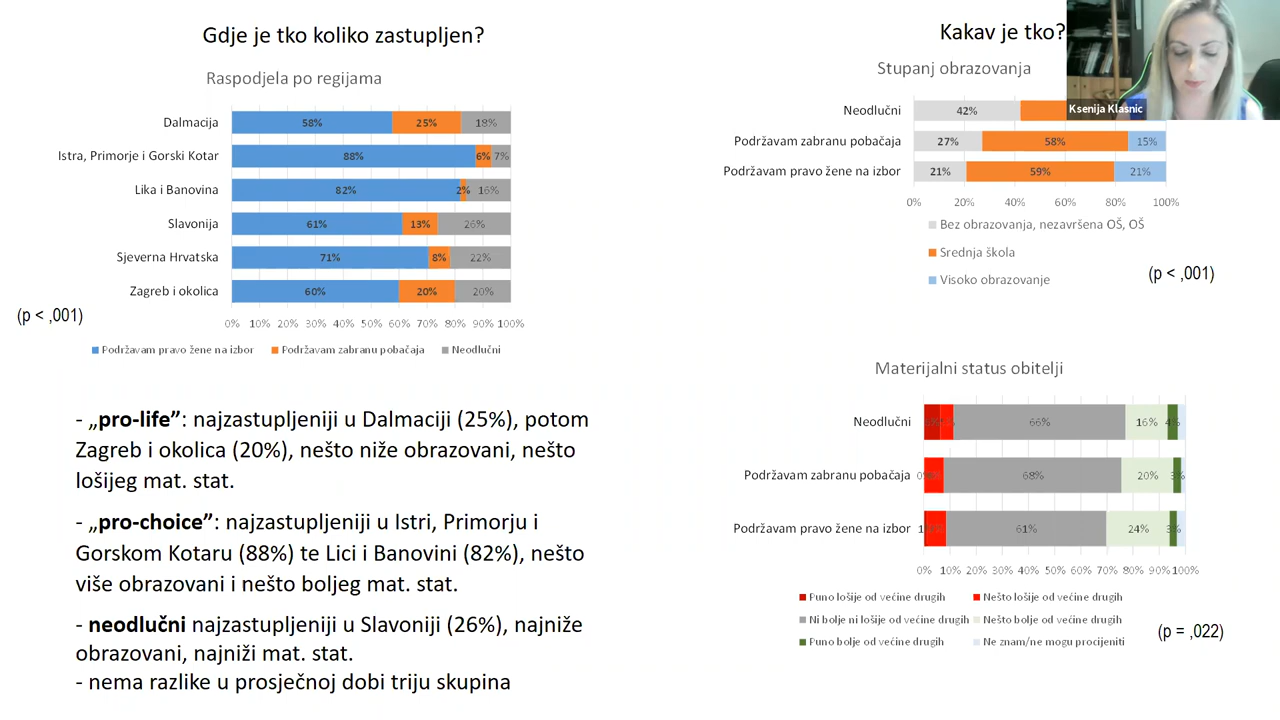 Gdje je tko koliko zastupljen?
Raspodjela po regijama
Dalmacija 58% 25% 18%
Istra, Primorje i Gorski Kotar 88% 6% 7%
Lika i Banovina 82% 2% 16%
Slavonija 61% 13% 26%
Sjeverna Hrvatska 71% 8% 22%
Zagreb i okolica 60% 20% 20%
0% 10% 20% 30% 40% 50% 60% 70% 80% 90% 100%
(p < ,001)
Podržavam pravo žene na izbor Podržavam zabranu pobačaja Neodlučni
- „pro-life”: najzastupljeniji u Dalmaciji (25%), potom
Zagreb i okolica (20%), nešto niže obrazovani, nešto
lošijeg mat. stat.
- „pro-choice”: najzastupljeniji u Istri, Primorju i
Gorskom Kotaru (88%) te Lici i Banovini (82%), nešto
više obrazovani i nešto boljeg mat. stat.
- neodlučni najzastupljeniji u Slavoniji (26%), najniže
obrazovani, najniži mat. stat.
- nema razlike u prosječnoj dobi triju skupina
Kakav je tko?
Stupanj obrazovanja
Ksenija Klasnic
Neodlučni 42%
Podržavam zabranu pobačaja 27% 58% 15%
Podržavam pravo žene na izbor 21% 59% 21%
0% 20% 40% 60% 80% 100%
Bez obrazovanja, nezavršena OŠ, OŠ
Srednja škola
Visoko obrazovanje
(p < ,001)
Materijalni status obitelji
Neodlučni 66% 16% 4%
Podržavam zabranu pobačaja 68% 20% 3%
Podržavam pravo žene na izbor 61% 24% 3%
0% 10% 20% 30% 40% 50% 60% 70% 80% 90% 100%
Puno lošije od većine drugih Nešto lošije od većine drugih
Ni bolje ni lošije od većine drugih Nešto bolje od većine drugih
Puno bolje od većine drugih Ne znam/ne mogu procijeniti
(p = ,022)